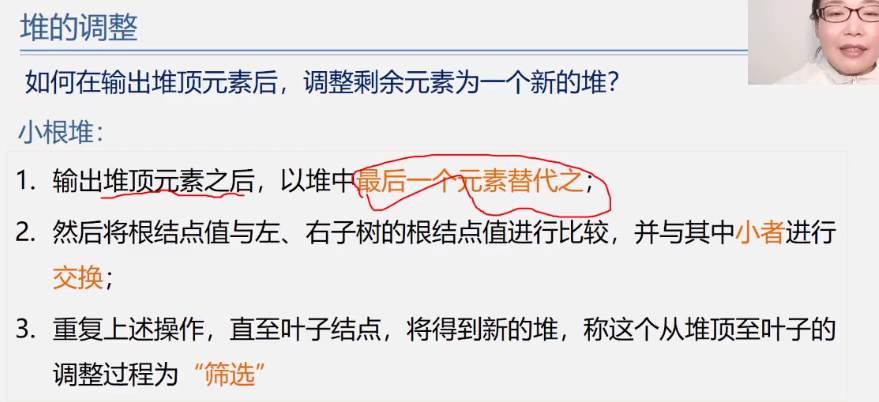 堆的调整
如何在输出堆顶元素后，调整剩余元素为一个新的堆？
小根堆：
1. 输出堆顶元素之后，以堆中最后一个元素替代之；
2. 然后将根结点值与左、右子树的根结点值进行比较，并与其中小者进行
交换；
3. 重复上述操作，直至叶子结点，将得到新的堆，称这个从堆顶至叶子的
调整过程为“筛选”